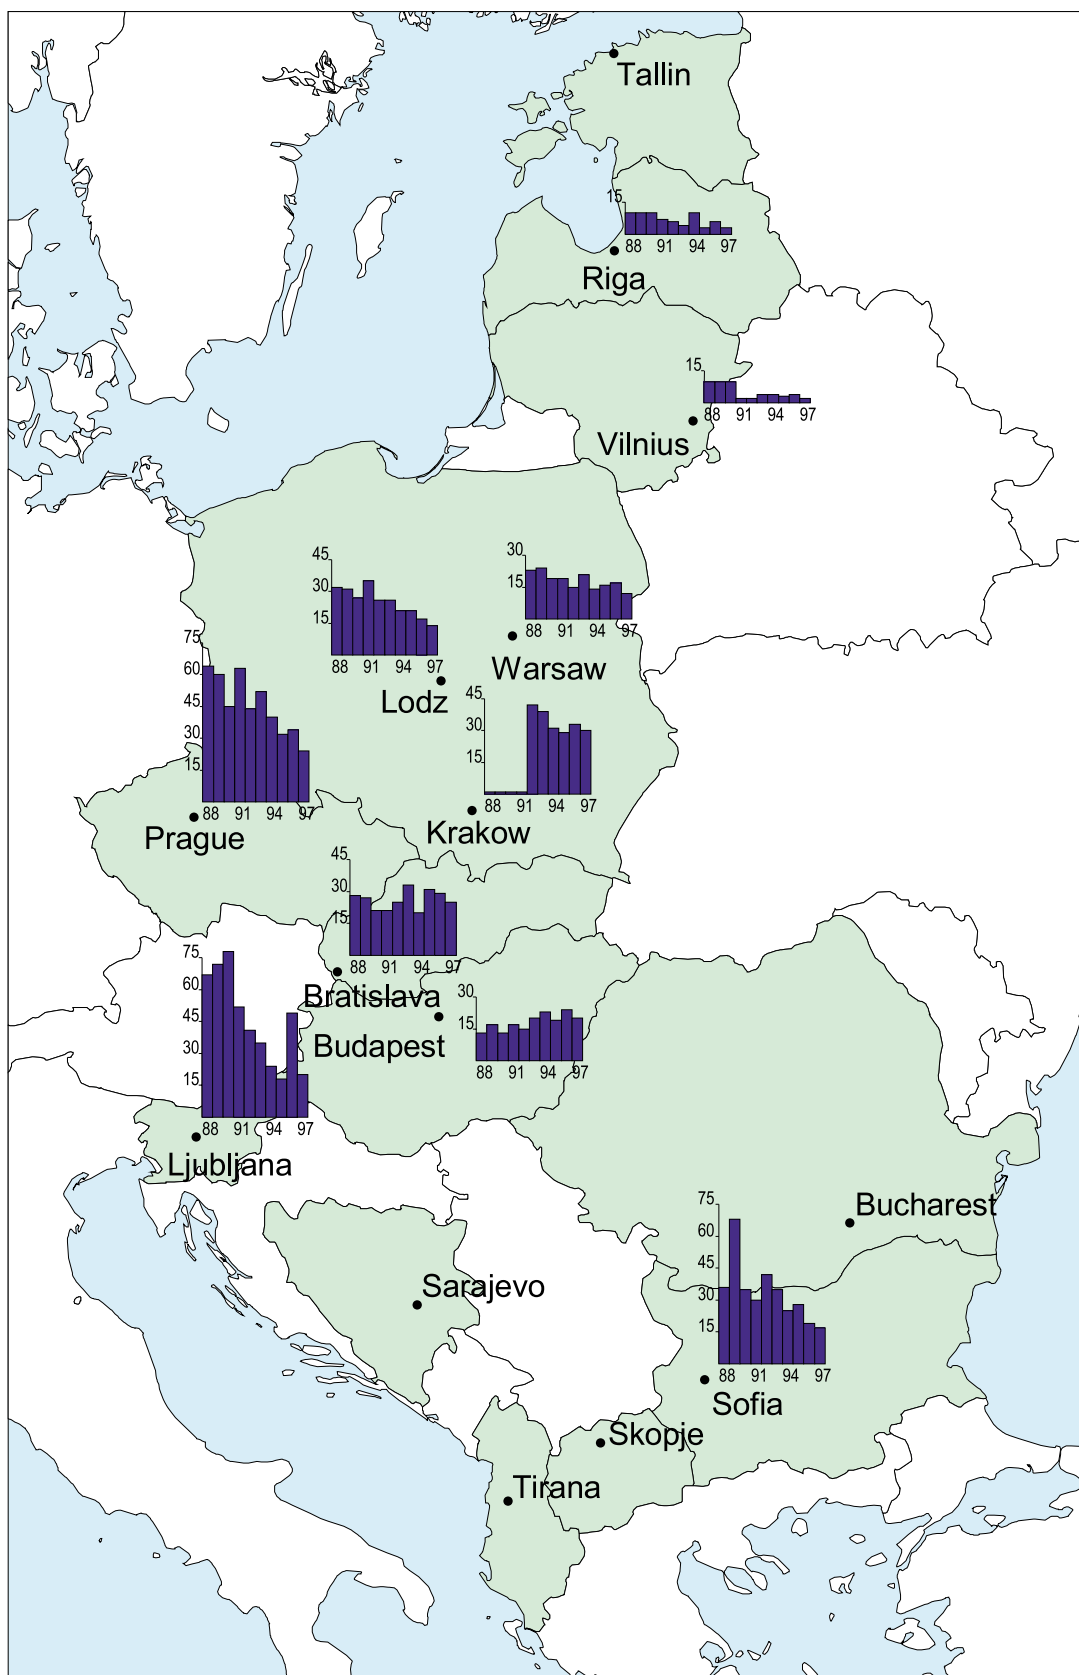 Tallin
15
88 91 94 97
Riga
15
88 91 94 97
Vilnius
45
30
15
88 91 94 97
Lodz
30
15
88 91 94 97
Warsaw
75
60
45
30
15
88 91 94 97
Prague
45
30
15
88 91 94 97
Krakow
45
30
15
88 91 94 97
Bratislava
30
15
88 91 94 97
Budapest
75
60
45
30
15
88 91 94 97
Ljubljana
Bucharest
Sarajevo
75
60
45
30
15
88 91 94 97
Sofia
Skopje
Tirana